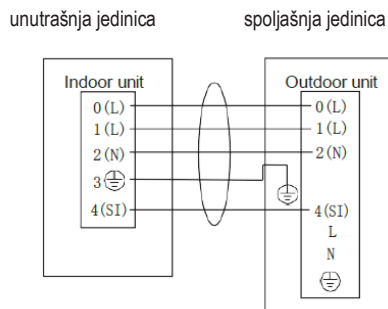 unutrašnja jedinica
spoljašnja jedinica
Indoor unit
0(L)
1(L)
2(N)
3
4(SI)
Outdoor unit
0(L)
1(L)
2(N)
4(SI)
L
N